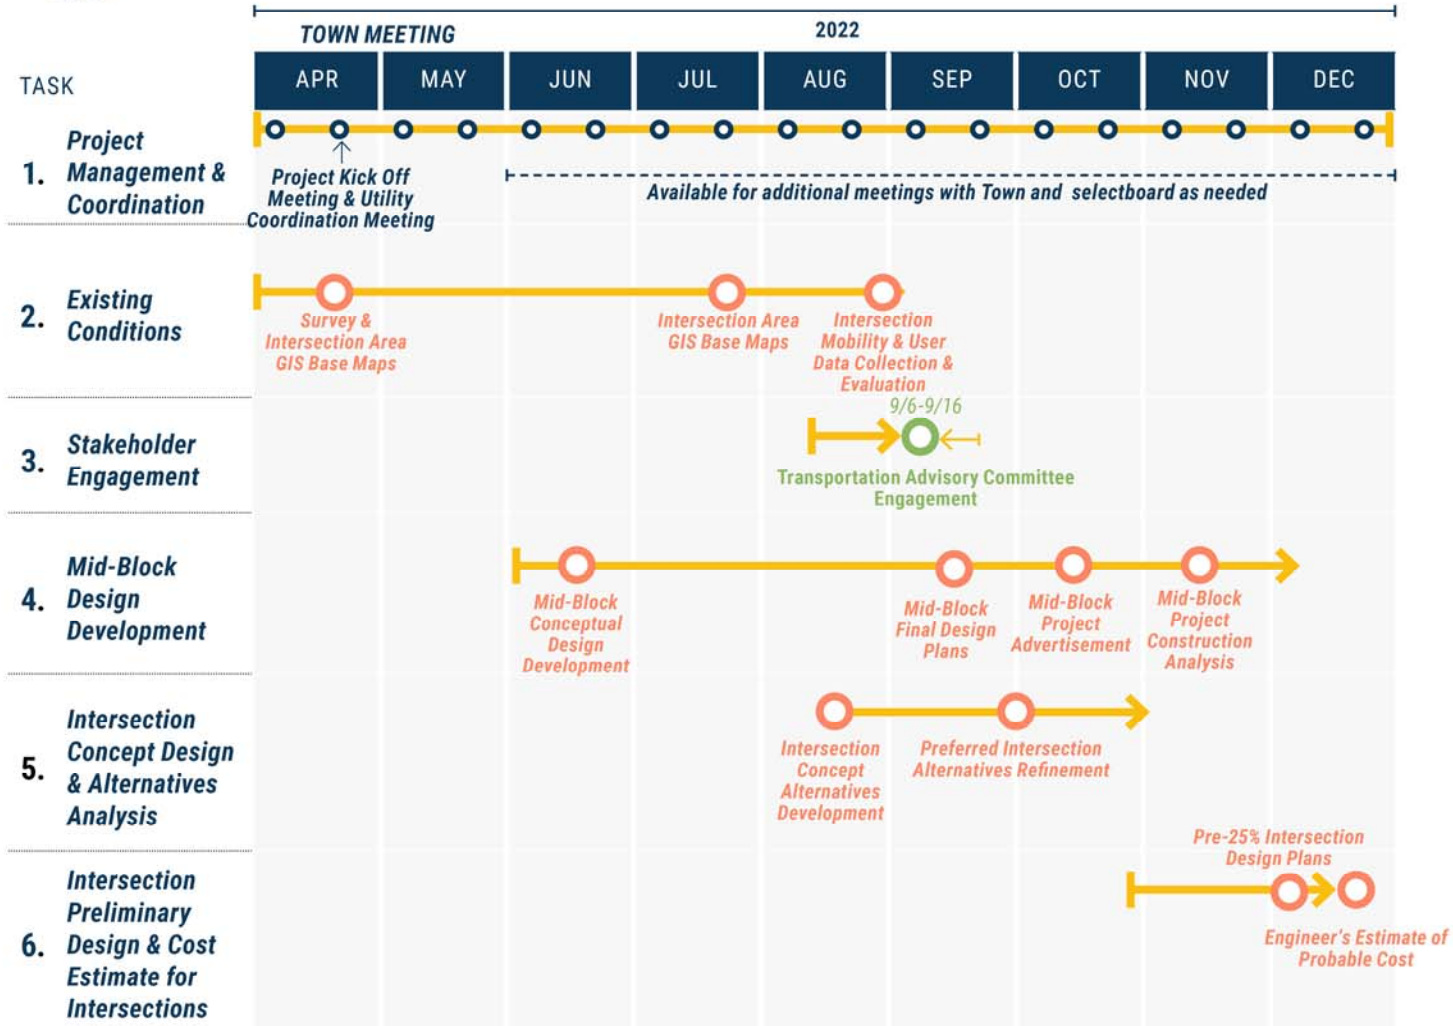 2022
TOWN MEETING
TASK
APR MAY JUN JUL AUG SEP OCT NOV DEC
1. Project
Management &
Coordination
Project Kick Off
Meeting & Utility
Coordination Meeting
Available for additional meetings with Town and selectboard as needed
2. Existing
Conditions
Survey &
Intersection Area
GIS Base Maps
Intersection Area
GIS Base Maps
Intersection
Mobility & User
Data Collection &
Evaluation
3. Stakeholder
Engagement
9/6-9/16
Transportation Advisory Committee
Engagement
4. Mid-Block
Design
Development
Mid-Block
Conceptual
Design
Development
Mid-Block
Final Design
Plans
Mid-Block
Project
Advertisement
Mid-Block
Project
Construction
Analysis
5. Intersection
Concept Design
& Alternatives
Analysis
Intersection
Concept
Alternatives
Development
Preferred Intersection
Alternatives Refinement
6. Intersection
Preliminary
Design & Cost
Estimate for
Intersections
Pre-25% Intersection
Design Plans
Engineer's Estimate of
Probable Cost